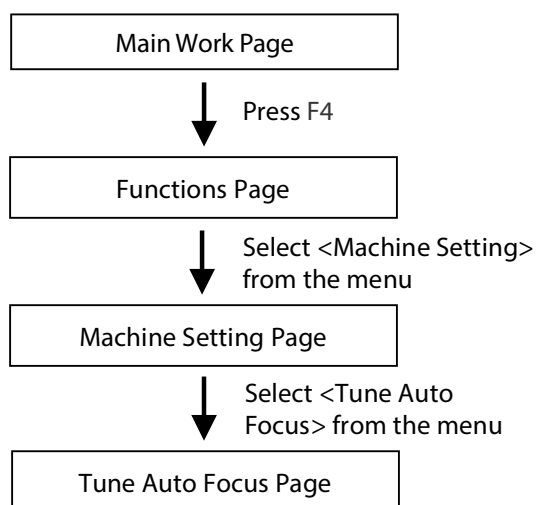 Main Work Page
Press F4
Functions Page
Select <Machine Setting>
from the menu
Machine Setting Page
Select <Tune Auto
Focus> from the menu
Tune Auto Focus Page